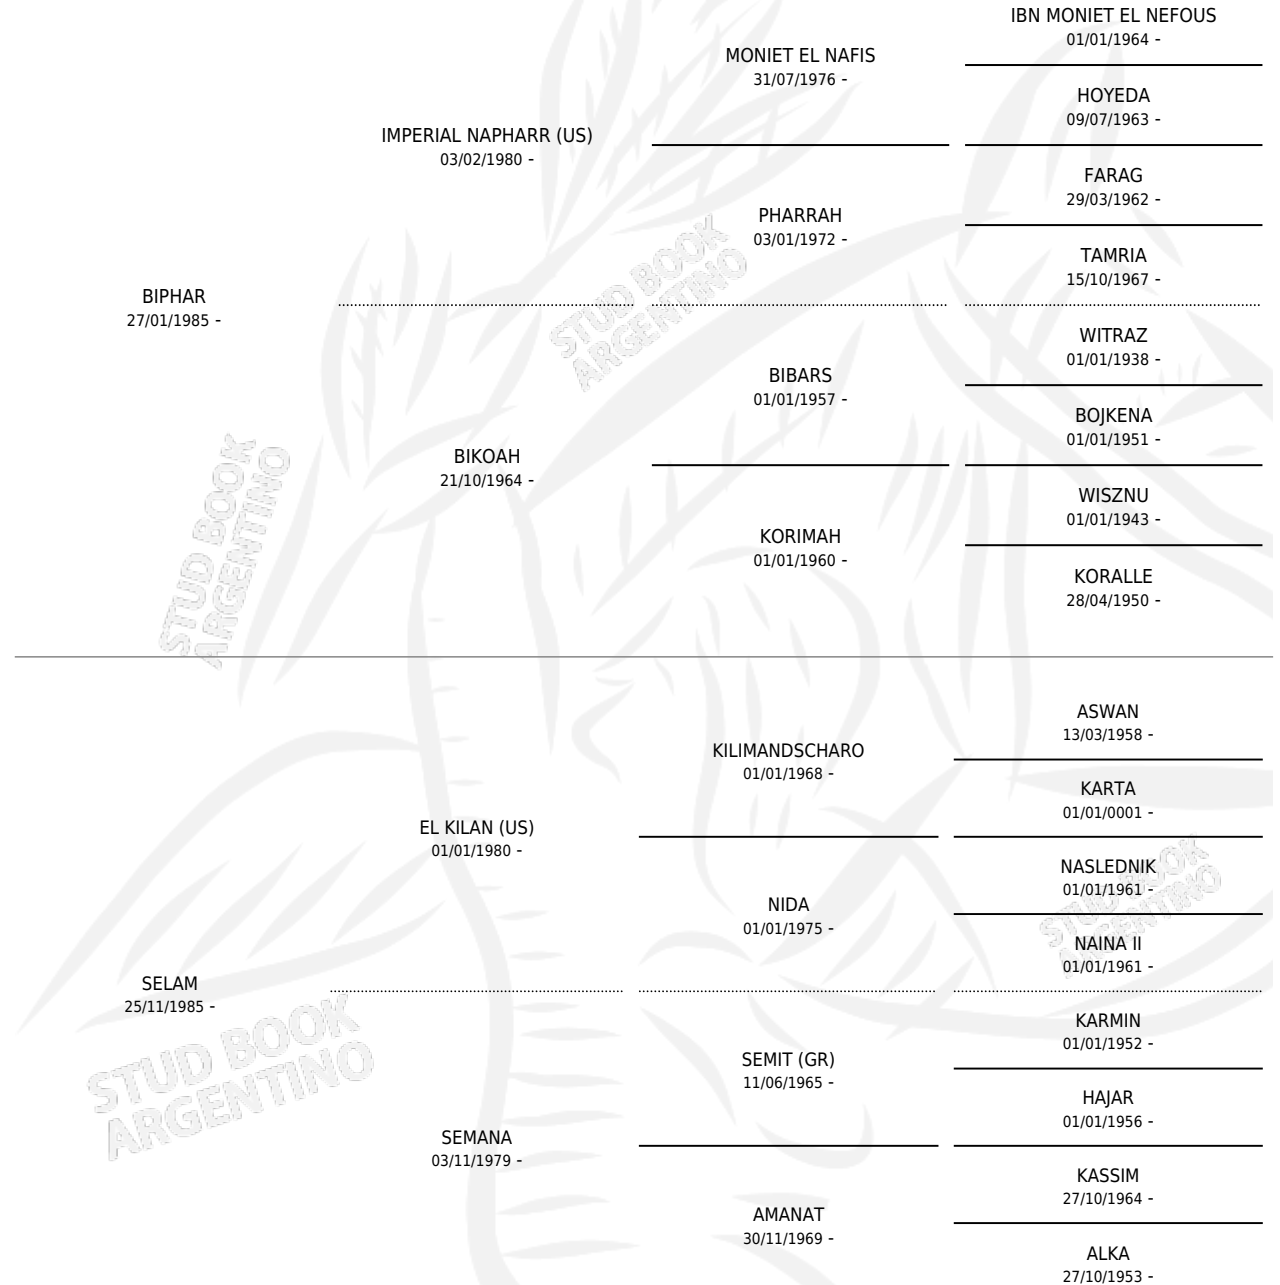 IBN MONIET EL NEFOUS
01/01/1964 -
MONIET EL NAFIS
31/07/1976 -
HOYEDA
09/07/1963 -
IMPERIAL NAPHARR (US)
03/02/1980 -
FARAG
29/03/1962 -
PHARRAH
03/01/1972 -
TAMRIA
15/10/1967 -
BIPHAR
27/01/1985 -
STUD BOOK
ARGENTINO
WITRAZ
01/01/1938 -
BIBARS
01/01/1957 -
BOJKENA
01/01/1951 -
BIKOAH
21/10/1964 -
WISZNU
01/01/1943 -
KORIMAH
01/01/1960 -
KORALLE
28/04/1950 -
STUD BOOK
ARGENTINO
ASWAN
13/03/1958 -
KILIMANDSCHARO
01/01/1968 -
KARTA
01/01/0001 -
EL KILAN (US)
01/01/1980 -
NASLEDNIK
01/01/1961 -
NIDA
01/01/1975 -
NAINA II
01/01/1961 -
STUD BOOK
ARGENTINO
SELAM
25/11/1985 -
KARMIN
01/01/1952 -
SEMIT (GR)
11/06/1965 -
HAJAR
01/01/1956 -
STUD BOOK
ARGENTINO
SEMANA
03/11/1979 -
KASSIM
27/10/1964 -
AMANAT
30/11/1969 -
ALKA
27/10/1953 -